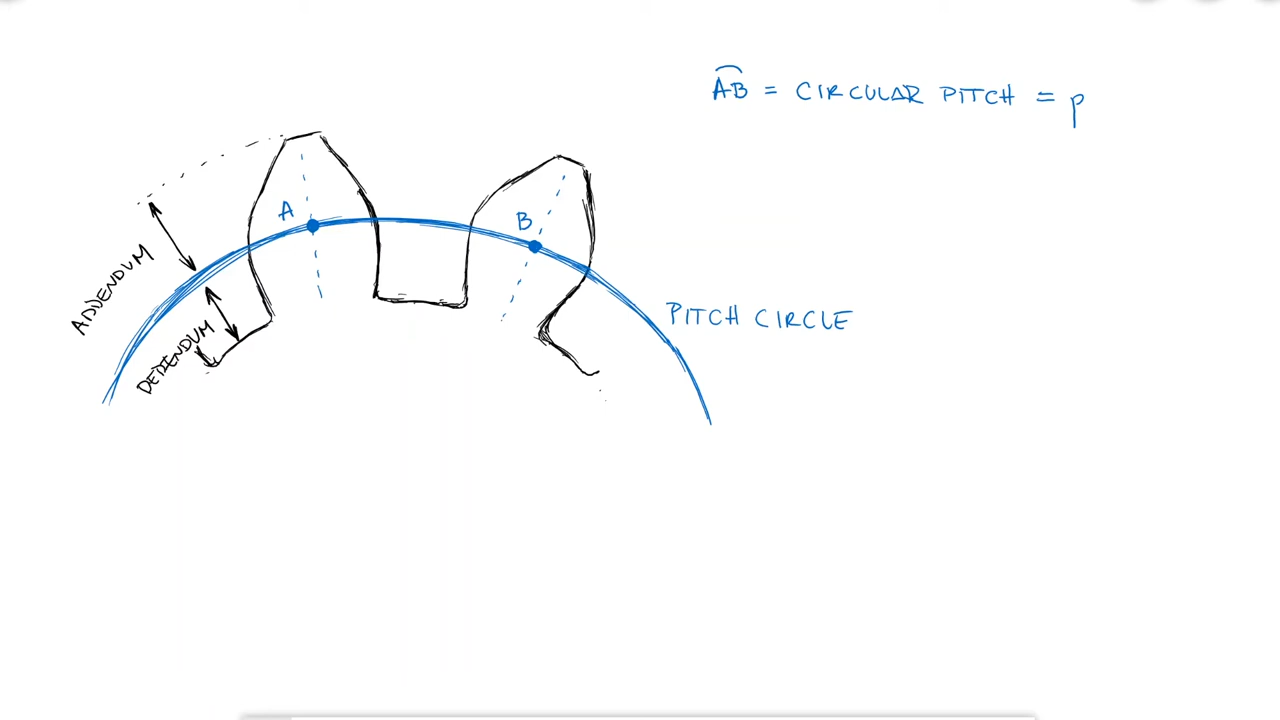 AB = CIRCULAR PITCH = p
A
B
ADDENDUM
PITCH CIRCLE
DEDENDUM